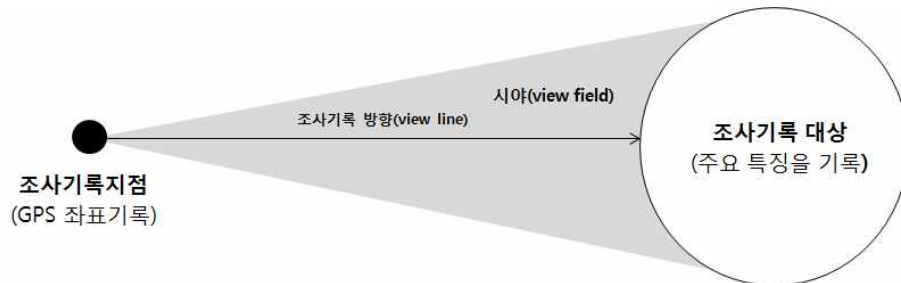 시야(view field)
조사기록 방향(view line)
조사기록 대상
(주요 특징을 기록)
조사기록지점
(GPS 좌표기록)